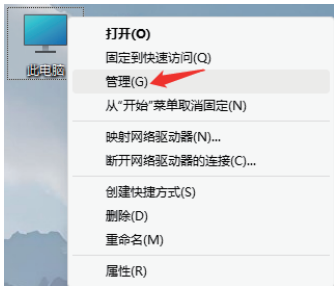 此电脑
打开(O)
固定到快速访问(Q)
管理(G)
从"开始"菜单取消固定(N)
映射网络驱动器(N)...
断开网络驱动器的连接(C)...
创建快捷方式(S)
删除(D)
重命名(M)
属性(R)